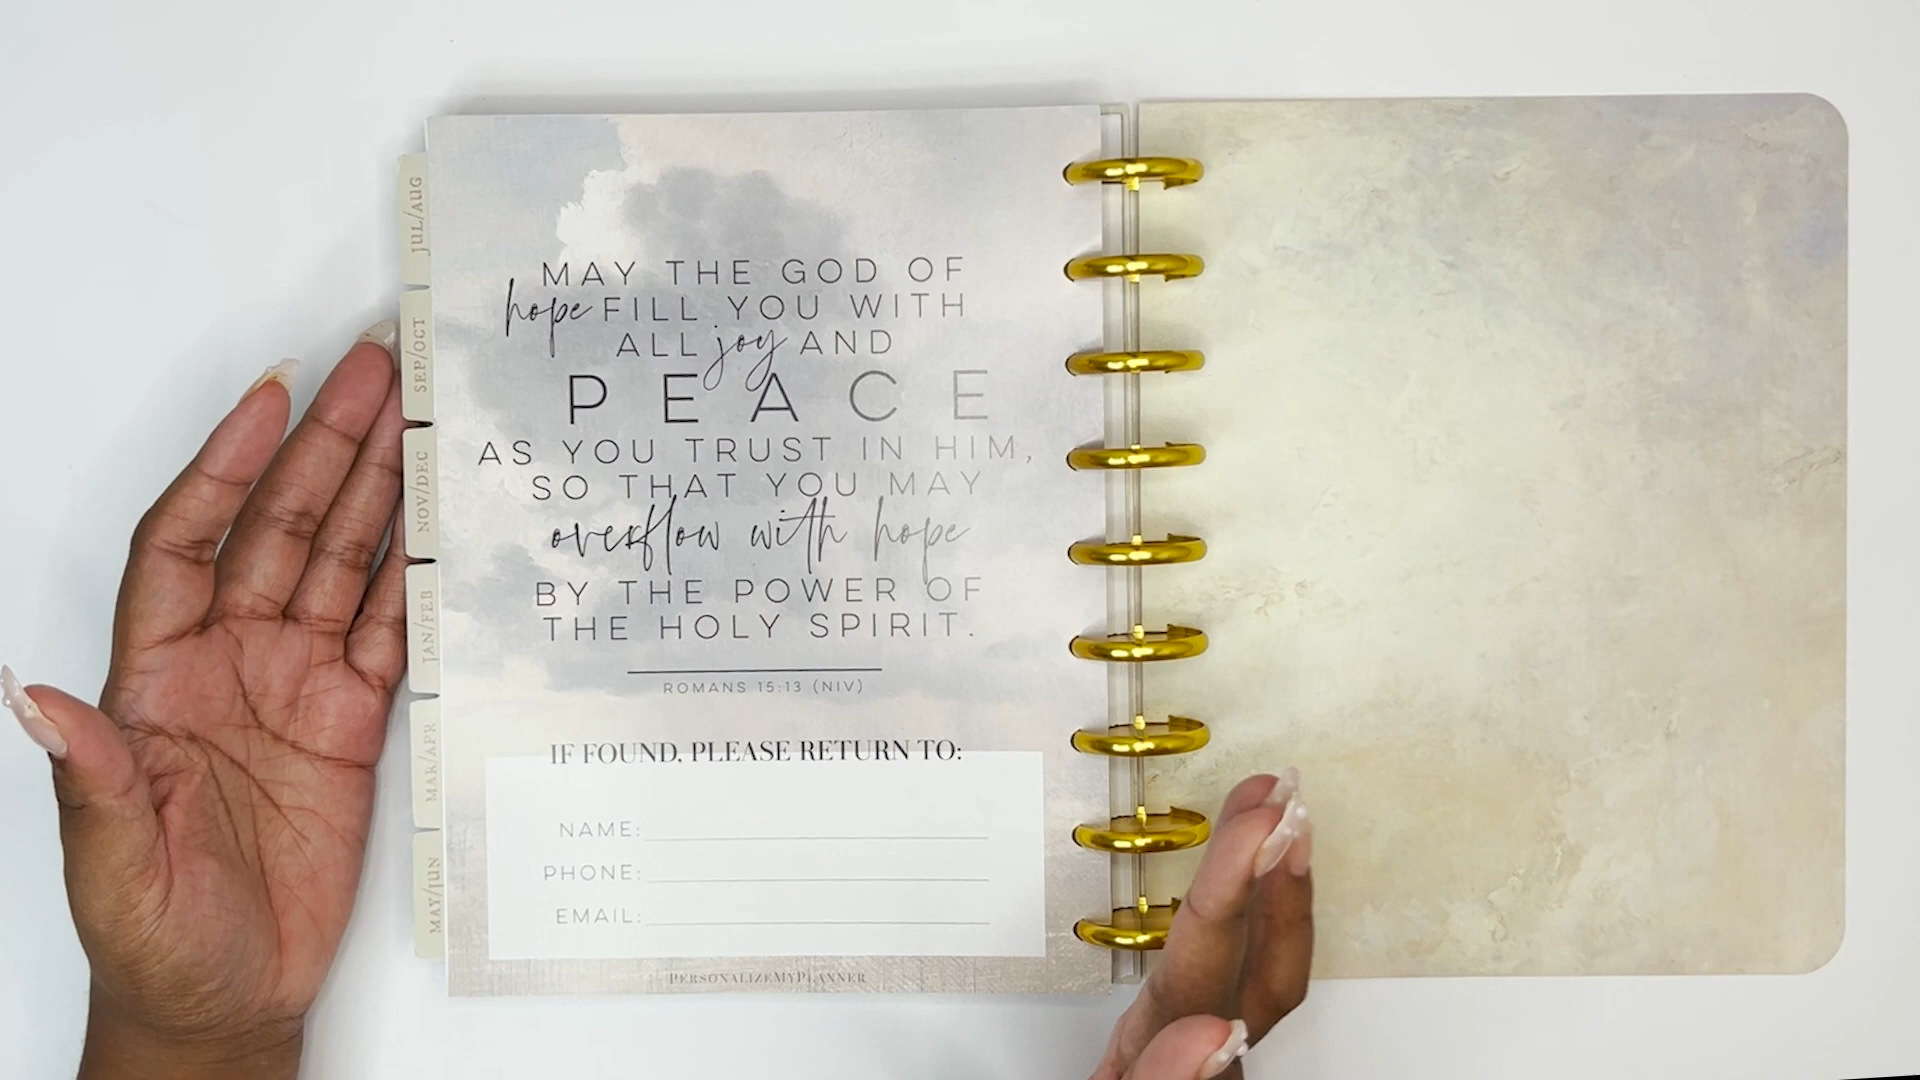 MAY THE GOD OF
hope FILL YOU WITH
ALL joy AND
PEACE
AS YOU TRUST IN HIM,
SO THAT YOU MAY
overflow with hope
BY THE POWER OF
THE HOLY SPIRIT.
ROMANS 15:13 (NIV)
IF FOUND, PLEASE RETURN TO:
NAME:
PHONE:
EMAIL:
PERSONALIZEMYPLANNER
JUL/AUG
SEP/OCT
NOV/DEC
JAN/FEB
MAR/APR
MAY/JUN